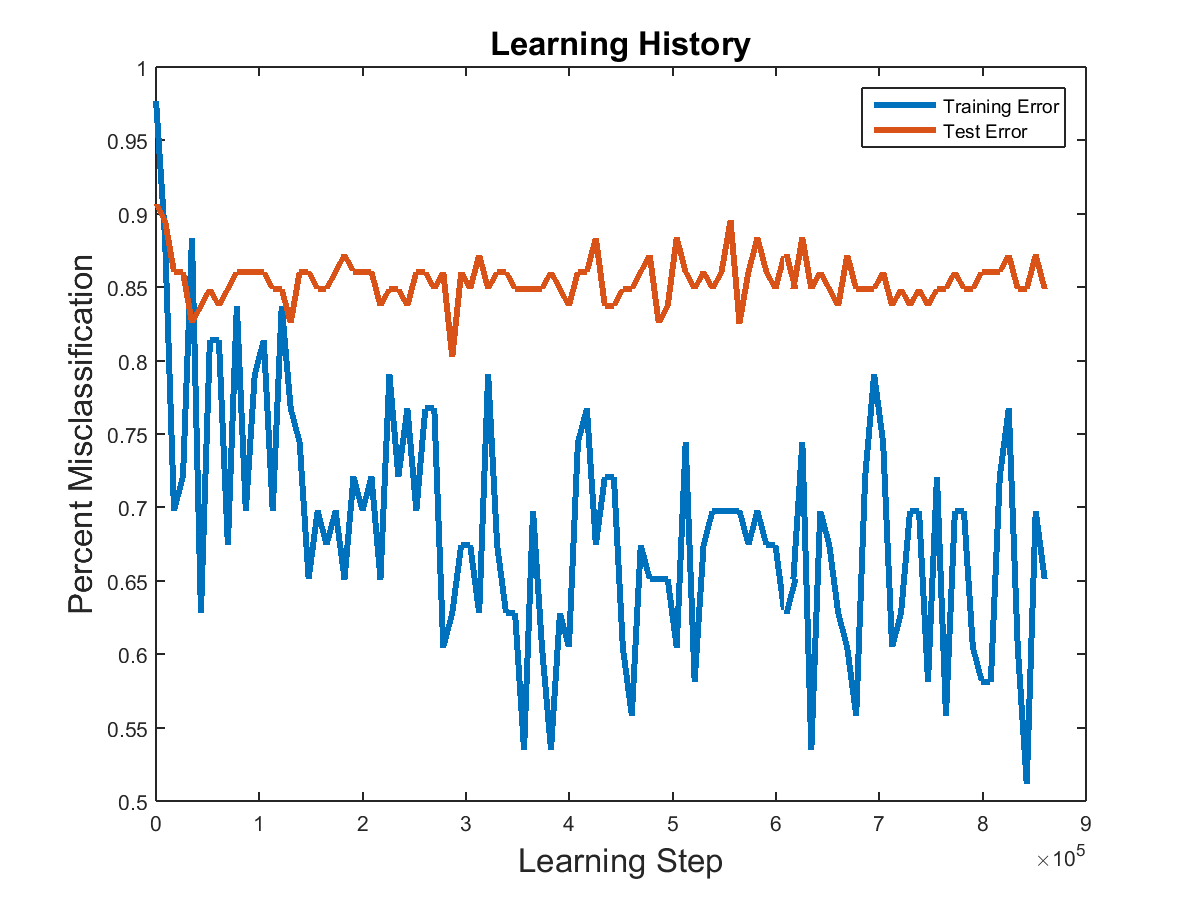 Learning History
Training Error
Test Error
Percent Misclassification
1
0.95
0.9
0.85
0.8
0.75
0.7
0.65
0.6
0.55
0.5
0 1 2 3 4 5 6 7 8 9
×10⁵
Learning Step